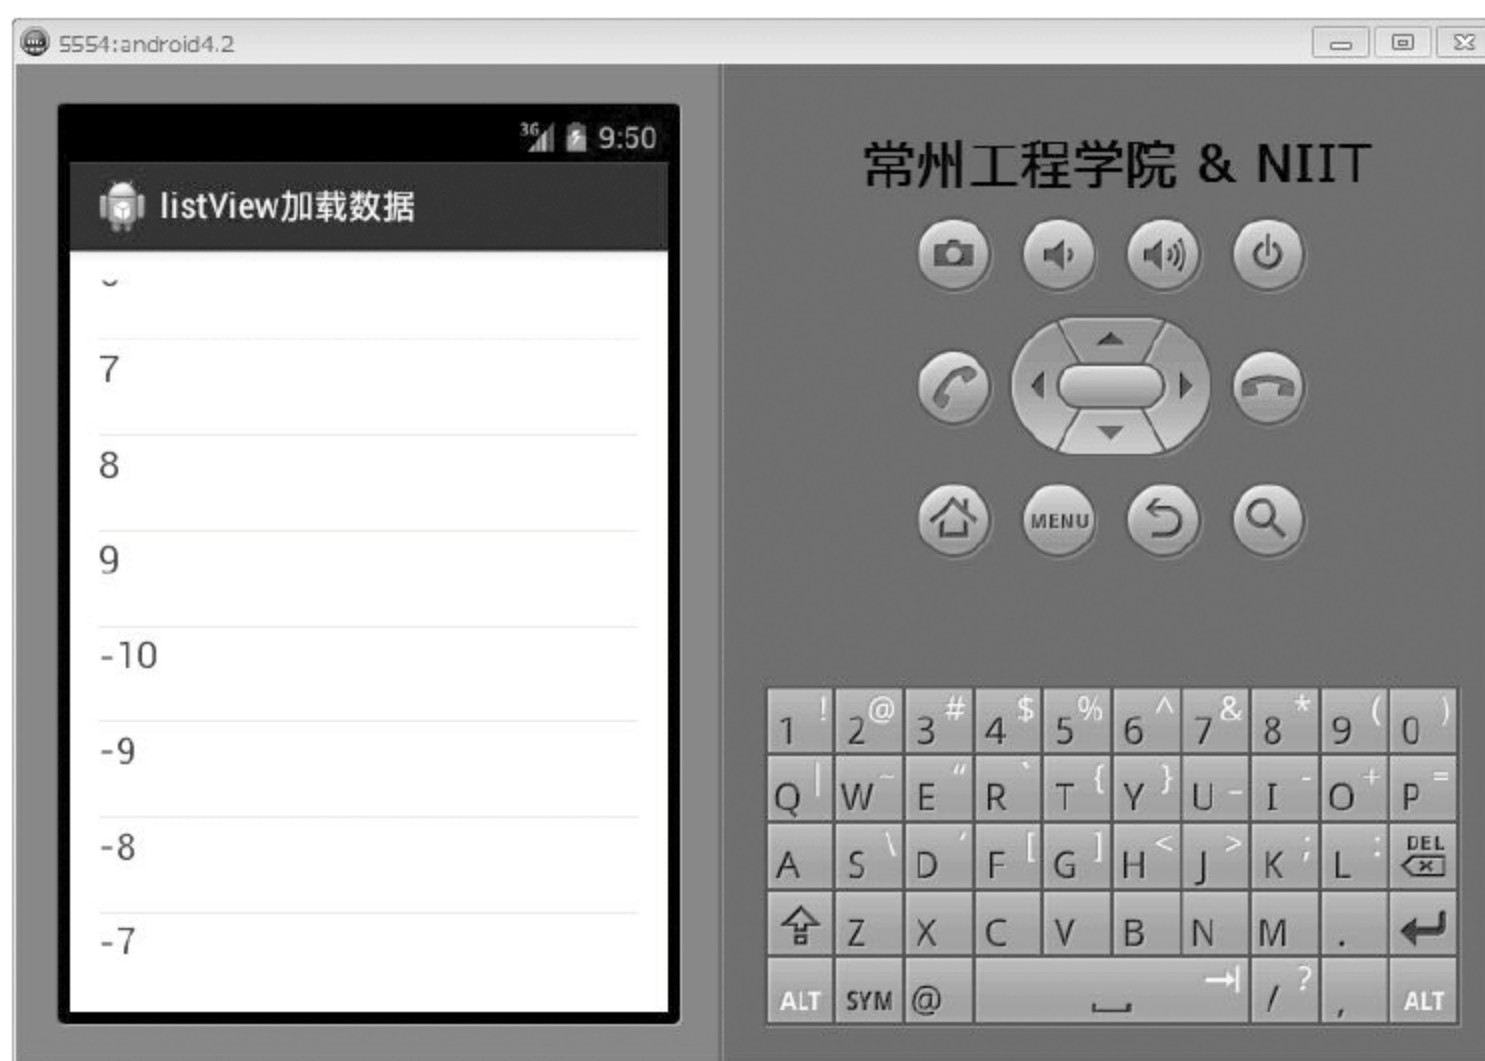 5554:android4.2
3G 9:50
listView加载数据
7
8
9
-10
-9
-8
-7
常州工程学院 & NIIT
MENU
1 ! 2 @ 3 # 4 $ 5 % 6 ^ 7 & 8 * 9 ( 0 )
Q | W ~ E “ R ` T { Y } U _ I - O + P =
A S \ D ′ F [ G ] H < J > K ; L : DEL
Z X C V B N M .
ALT SYM @ / ? , ALT